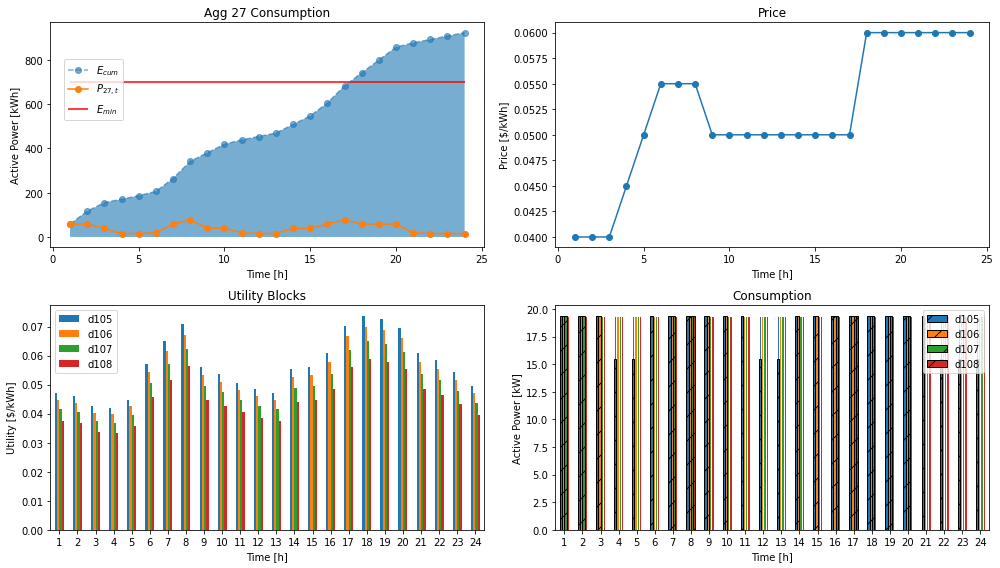 Agg 27 Consumption
Active Power [kWh]
800
600
400
200
0
E_cum
P_27,t
E_min
0 5 10 15 20 25
Time [h]
Price
Price [$/kWh]
0.0600
0.0575
0.0550
0.0525
0.0500
0.0475
0.0450
0.0425
0.0400
0 5 10 15 20 25
Time [h]
Utility Blocks
Utility [$/kWh]
0.07
0.06
0.05
0.04
0.03
0.02
0.01
0.00
d105
d106
d107
d108
1 2 3 4 5 6 7 8 9 10 11 12 13 14 15 16 17 18 19 20 21 22 23 24
Time [h]
Consumption
Active Power [kW]
20.0
17.5
15.0
12.5
10.0
7.5
5.0
2.5
0.0
d105
d106
d107
d108
1 2 3 4 5 6 7 8 9 10 11 12 13 14 15 16 17 18 19 20 21 22 23 24
Time [h]